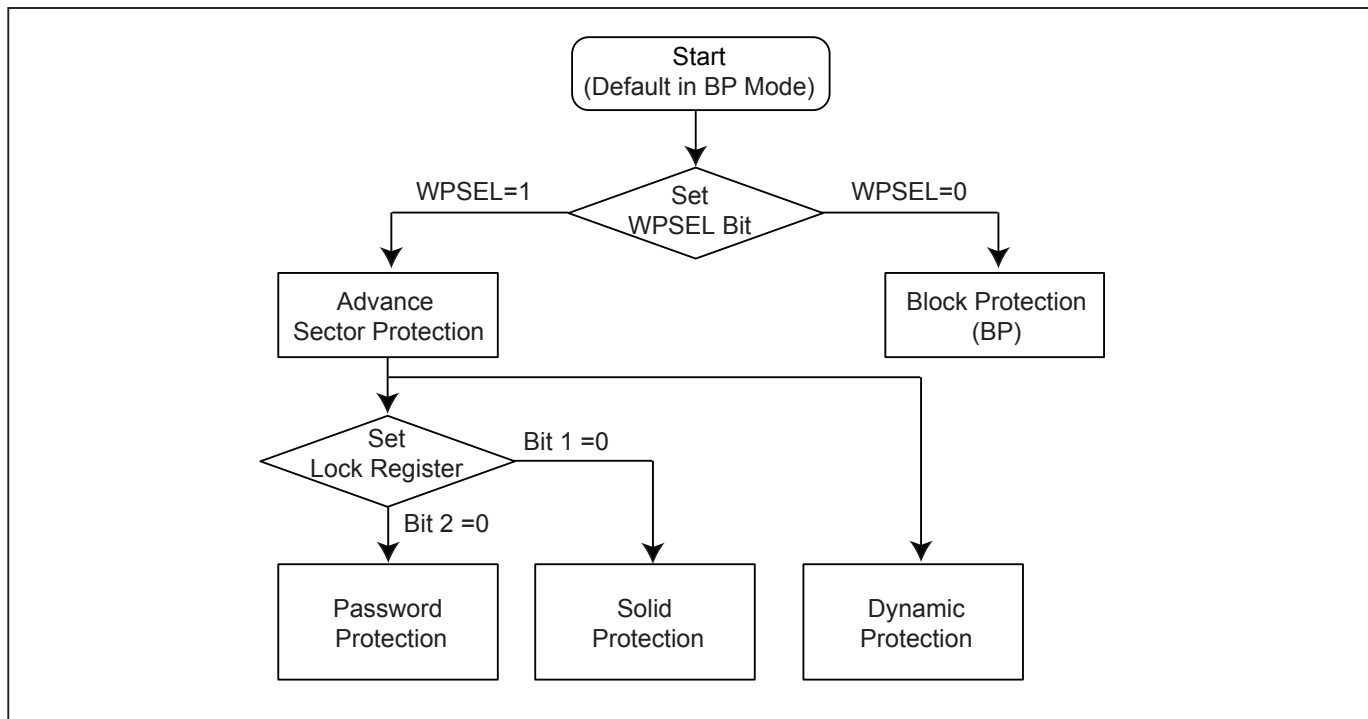 Start
(Default in BP Mode)
WPSEL=1
Set
WPSEL Bit
WPSEL=0
Advance
Sector Protection
Block Protection
(BP)
Set
Lock Register
Bit 1 =0
Bit 2 =0
Password
Protection
Solid
Protection
Dynamic
Protection